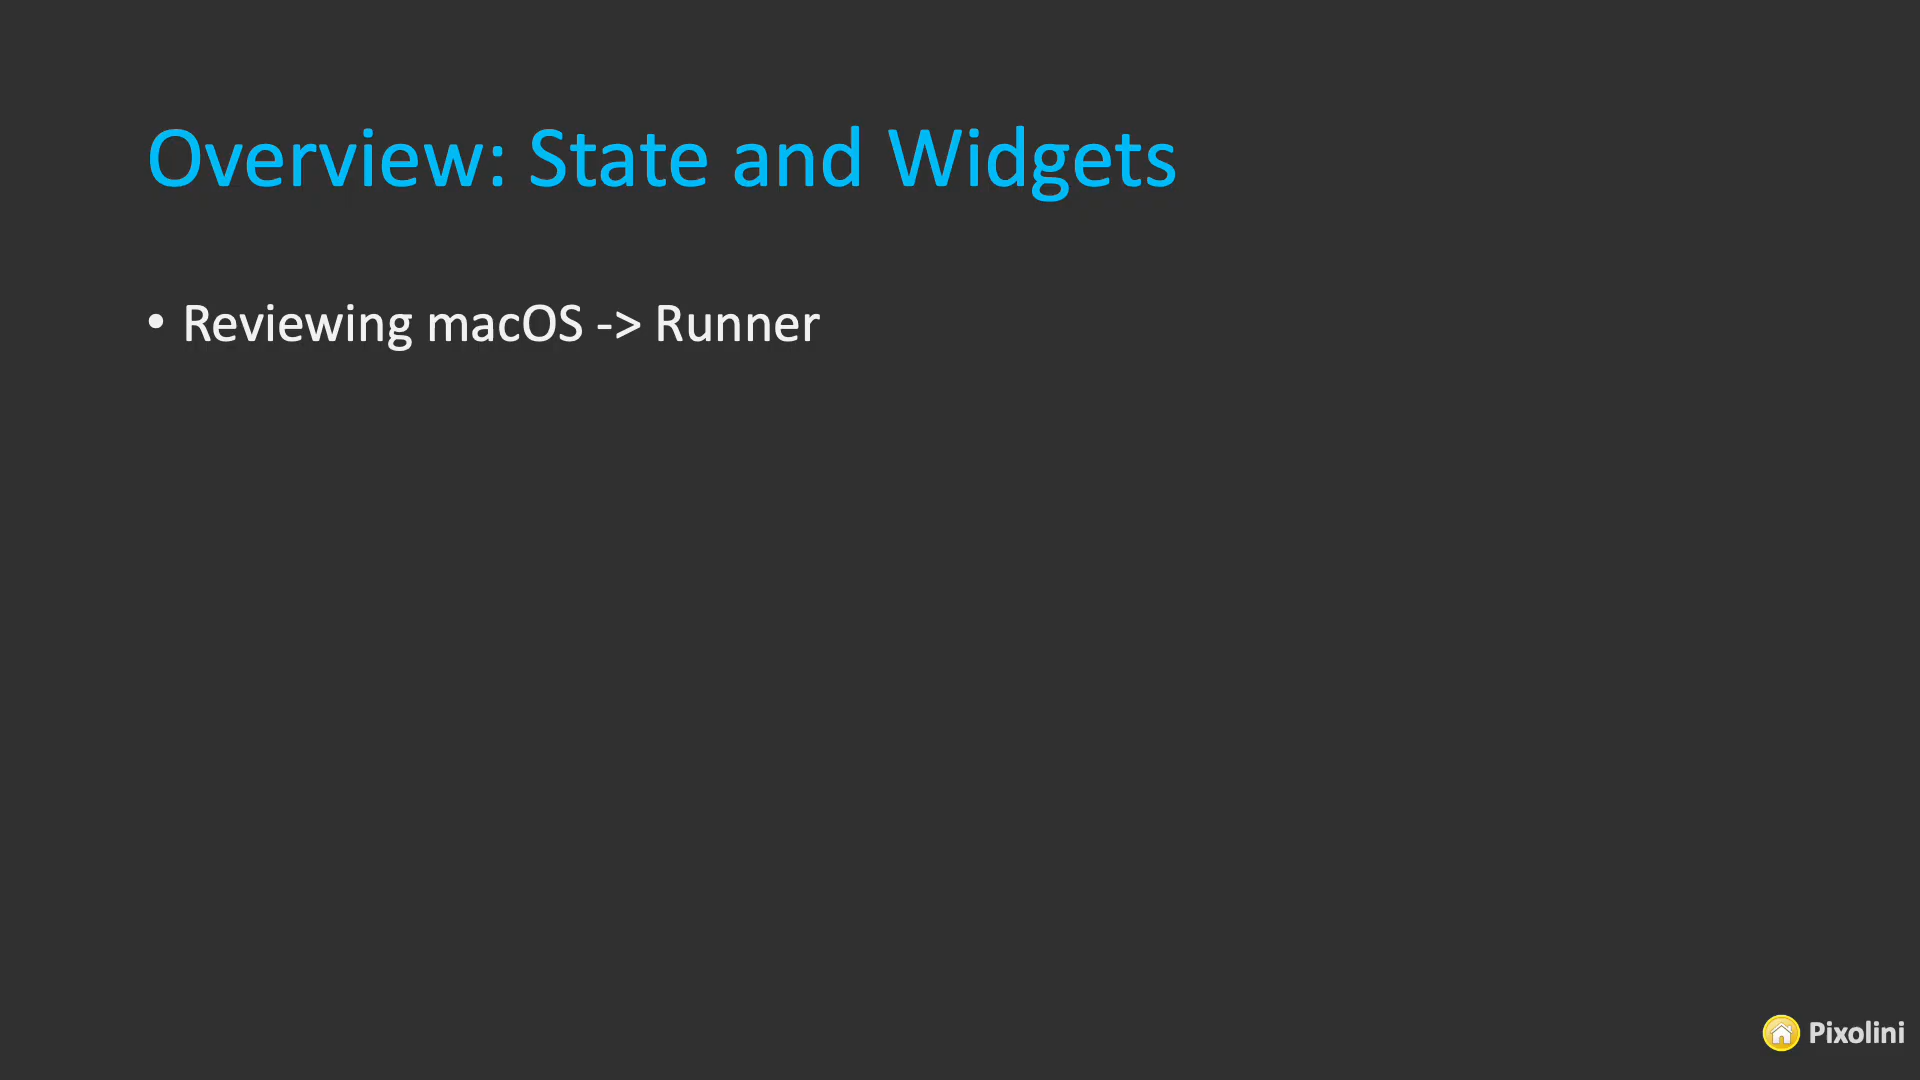 Overview: State and Widgets
• Reviewing macOS -> Runner
Pixolini